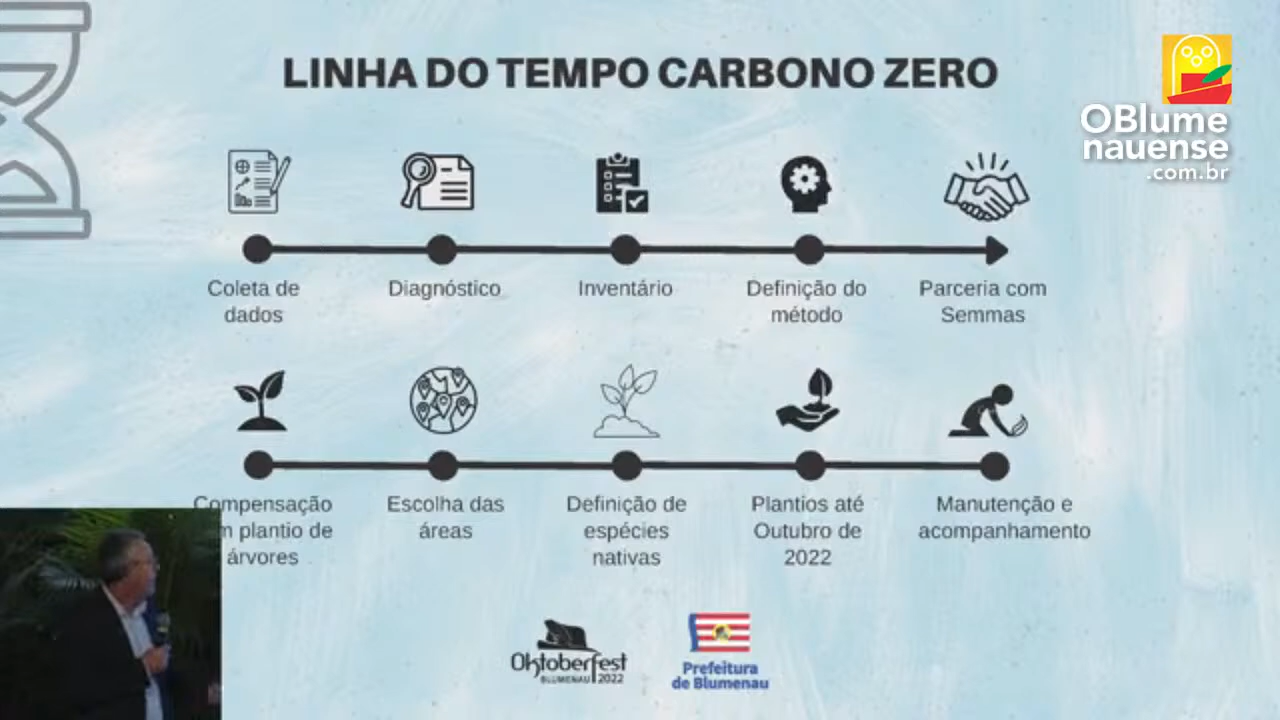 LINHA DO TEMPO CARBONO ZERO
OBlume
nauense
.com.br
Coleta de
dados
Diagnóstico
Inventário
Definição do
método
Parceria com
Semmas
Compensação
plantio de
árvores
Escolha das
áreas
Definição de
espécies
nativas
Plantios até
Outubro de
2022
Manutenção e
acompanhamento
Oktoberfest
BLUMENAU 2022
Prefeitura
de Blumenau